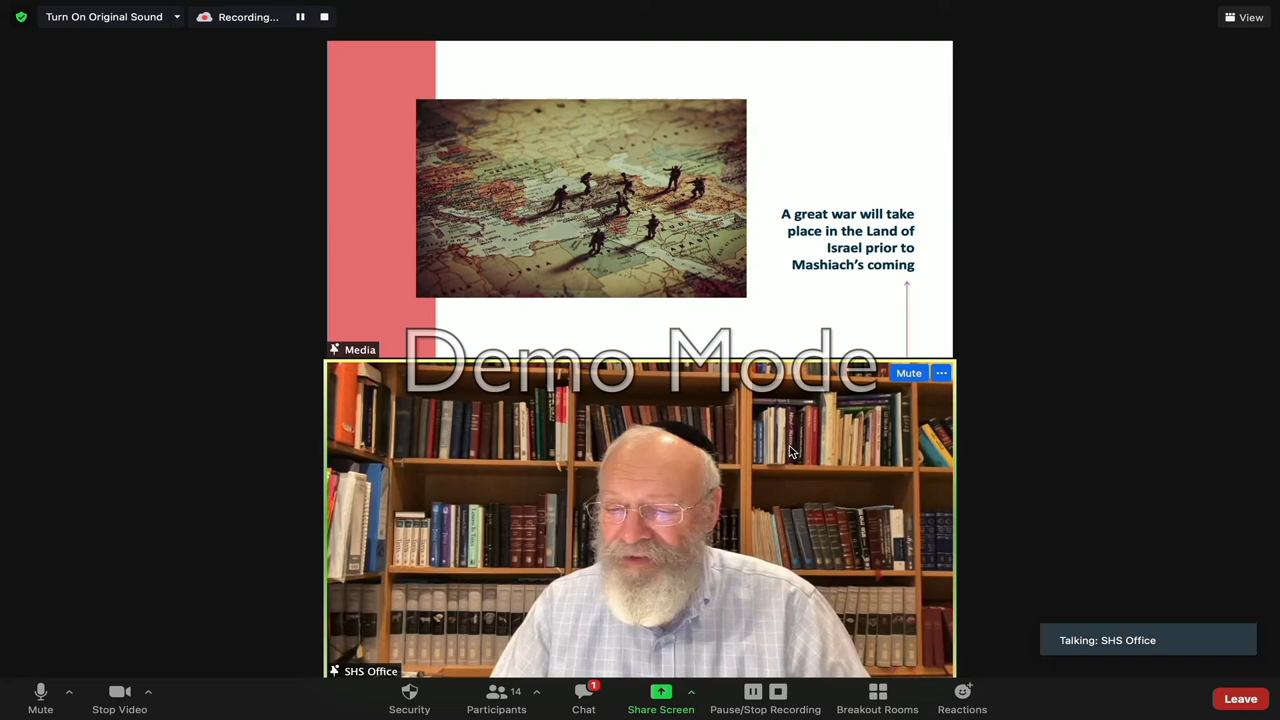 Turn On Original Sound
Recording...
View
A great war will take
place in the Land of
Israel prior to
Mashiach's coming
Media
Demo Mode
Mute
...
Talking: SHS Office
SHS Office
Mute
Stop Video
Security
14
Participants
1
Chat
Share Screen
Pause/Stop Recording
Breakout Rooms
Reactions
Leave